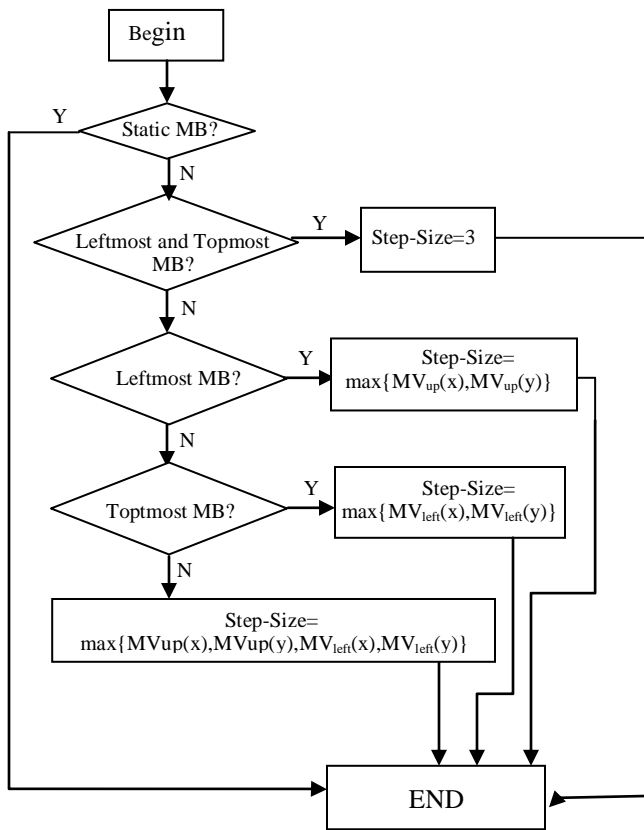 Begin
Y
Static MB?
N
Leftmost and Topmost
MB?
Y
Step-Size=3
N
Leftmost MB?
Y
Step-Size=
max{MVup(x),MVup(y)}
N
Toptmost MB?
Y
Step-Size=
max{MVleft(x),MVleft(y)}
N
Step-Size=
max{MVup(x),MVup(y),MVleft(x),MVleft(y)}
END